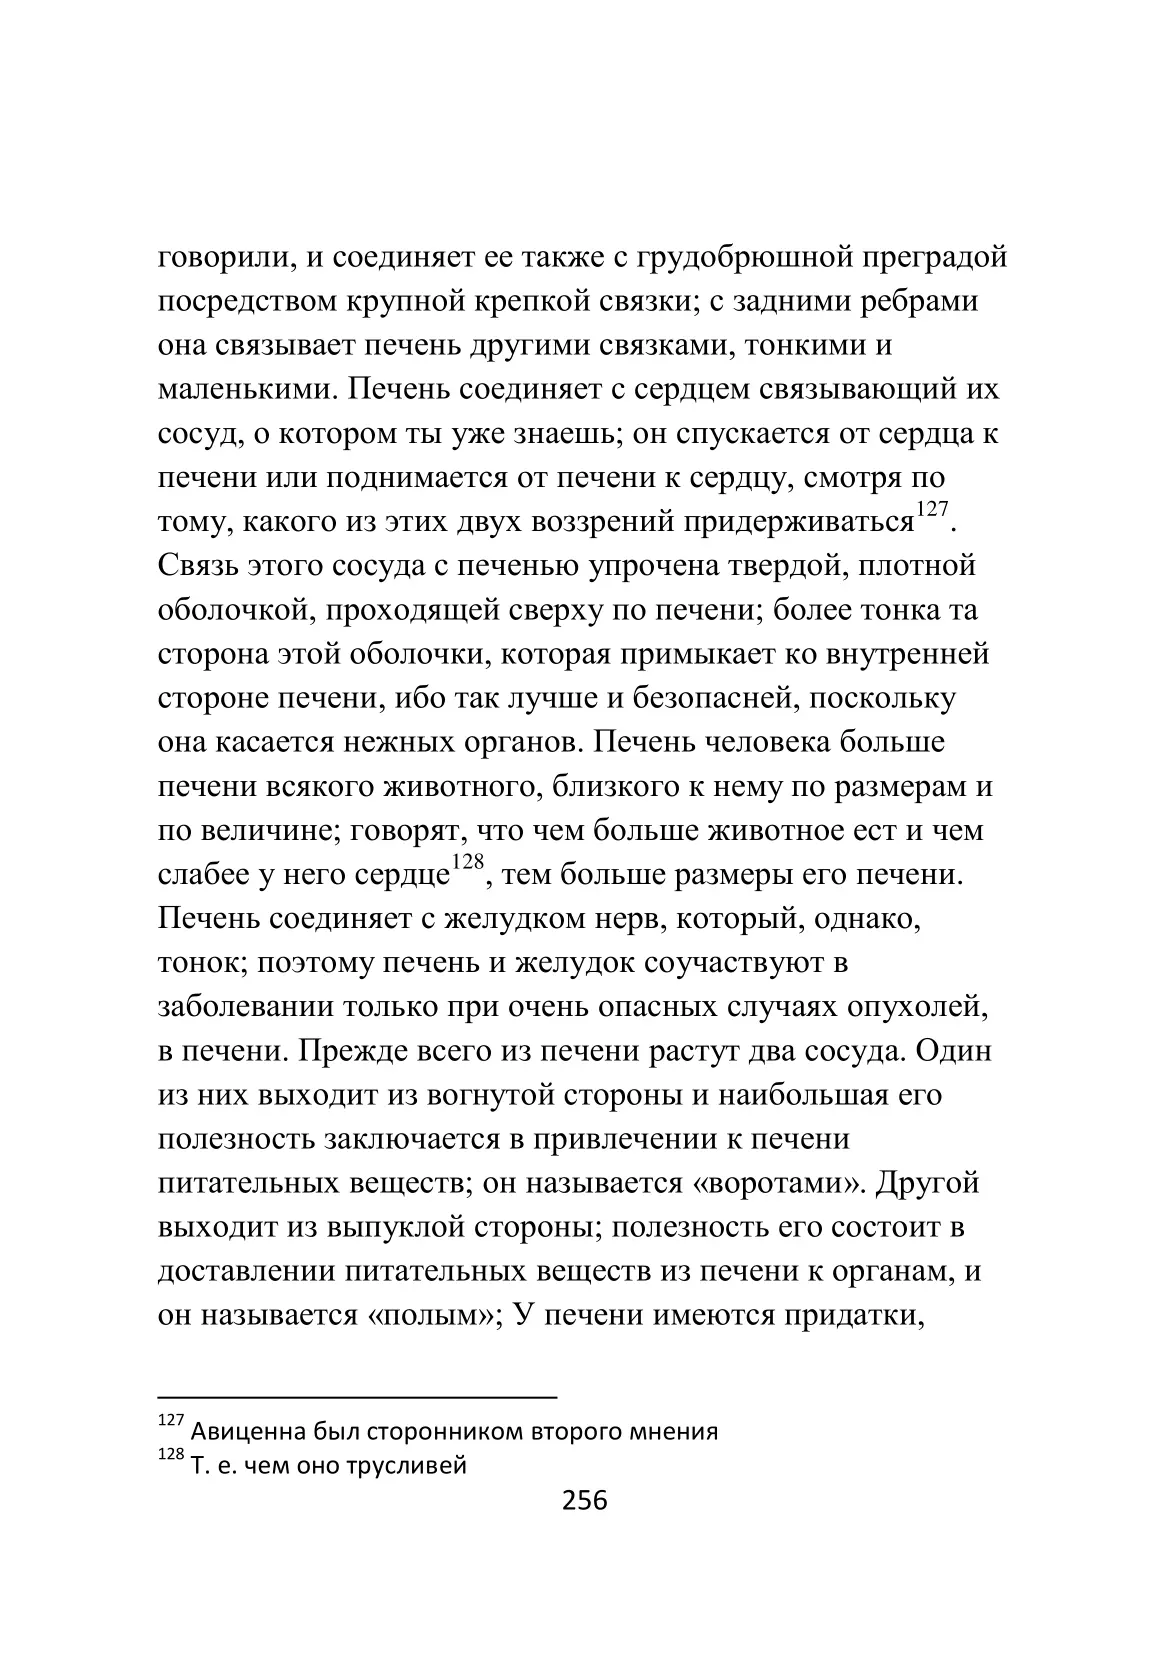 говорили, и соединяет ее также с грудобрюшной преградой
посредством крупной крепкой связки; с задними ребрами
она связывает печень другими связками, тонкими и
маленькими. Печень соединяет с сердцем связывающий их
сосуд, о котором ты уже знаешь; он спускается от сердца к
печени или поднимается от печени к сердцу, смотря по
тому, какого из этих двух воззрений придерживаться127.
Связь этого сосуда с печенью упрочена твердой, плотной
оболочкой, проходящей сверху по печени; более тонка та
сторона этой оболочки, которая примыкает ко внутренней
стороне печени, ибо так лучше и безопасней, поскольку
она касается нежных органов. Печень человека больше
печени всякого животного, близкого к нему по размерам и
по величине; говорят, что чем больше животное ест и чем
слабее у него сердце128, тем больше размеры его печени.
Печень соединяет с желудком нерв, который, однако,
тонок; поэтому печень и желудок соучаствуют в
заболевании только при очень опасных случаях опухолей,
в печени. Прежде всего из печени растут два сосуда. Один
из них выходит из вогнутой стороны и наибольшая его
полезность заключается в привлечении к печени
питательных веществ; он называется «воротами». Другой
выходит из выпуклой стороны; полезность его состоит в
доставлении питательных веществ из печени к органам, и
он называется «полым»; У печени имеются придатки,
127 Авиценна был сторонником второго мнения
128 Т. е. чем оно трусливей
256